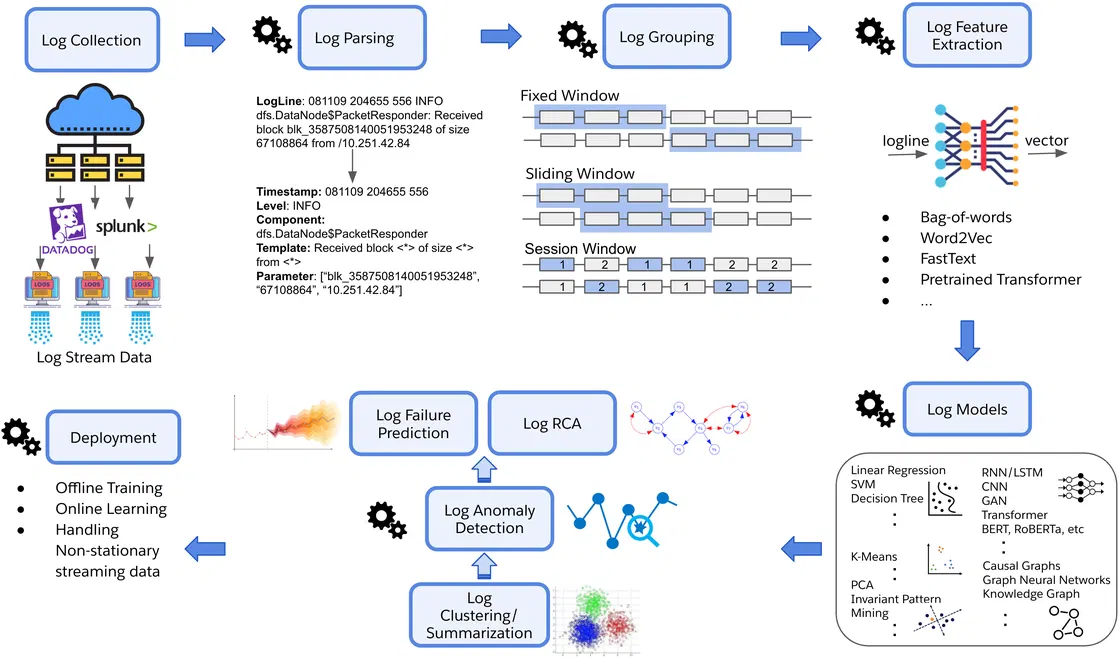 Log Collection
Log Parsing
Log Grouping
Log Feature
Extraction
DATADOG
splunk>
LOGS
LOGS
LOGS
Log Stream Data
LogLine: 081109 204655 556 INFO
dfs.DataNode$PacketResponder: Received
block blk_3587508140051953248 of size
67108864 from /10.251.42.84
Timestamp: 081109 204655 556
Level: INFO
Component:
dfs.DataNode$PacketResponder
Template: Received block <*> of size <*>
from <*>
Parameter: [“blk_3587508140051953248”,
“67108864”, “10.251.42.84”]
Fixed Window
Sliding Window
Session Window
1 2 1 1 2 2
1 2 1 1 2 2
logline
vector
● Bag-of-words
● Word2Vec
● FastText
● Pretrained Transformer
● ...
Log Models
Linear Regression
SVM
Decision Tree
K-Means
PCA
Invariant Pattern
Mining
RNN/LSTM
CNN
GAN
Transformer
BERT, RoBERTa, etc
Causal Graphs
Graph Neural Networks
Knowledge Graph
Log Failure
Prediction
Log RCA
Log Anomaly
Detection
Log
Clustering/
Summarization
Deployment
● Offline Training
● Online Learning
● Handling
Non-stationary
streaming data